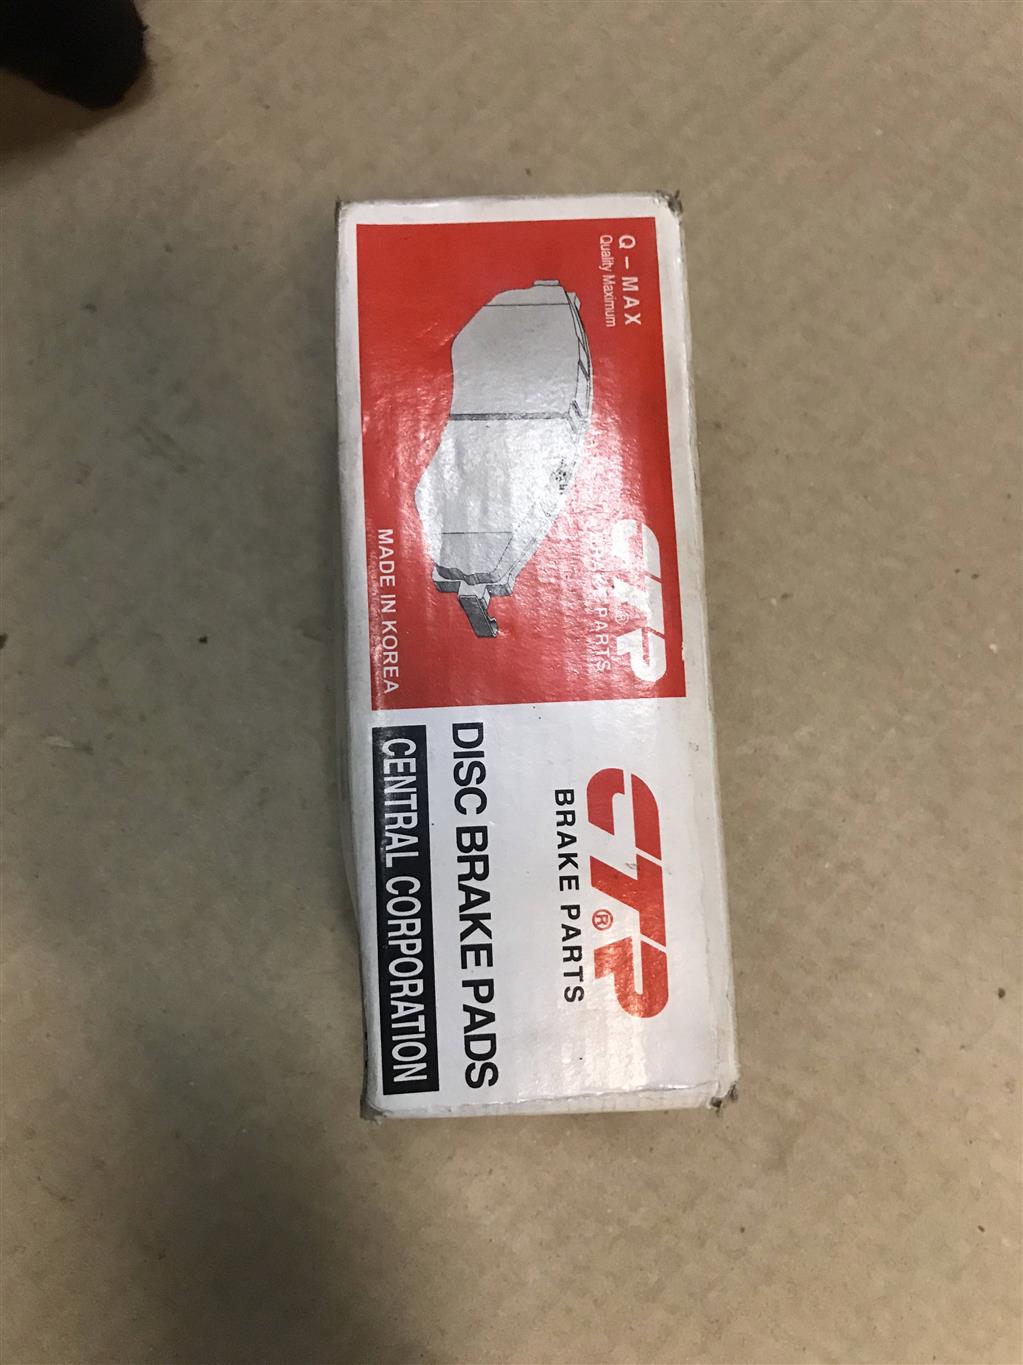 Q-MAX
Quality Maximum
CTR®
BRAKE PARTS
MADE IN KOREA
CTR®
BRAKE PARTS
DISC BRAKE PADS
CENTRAL CORPORATION